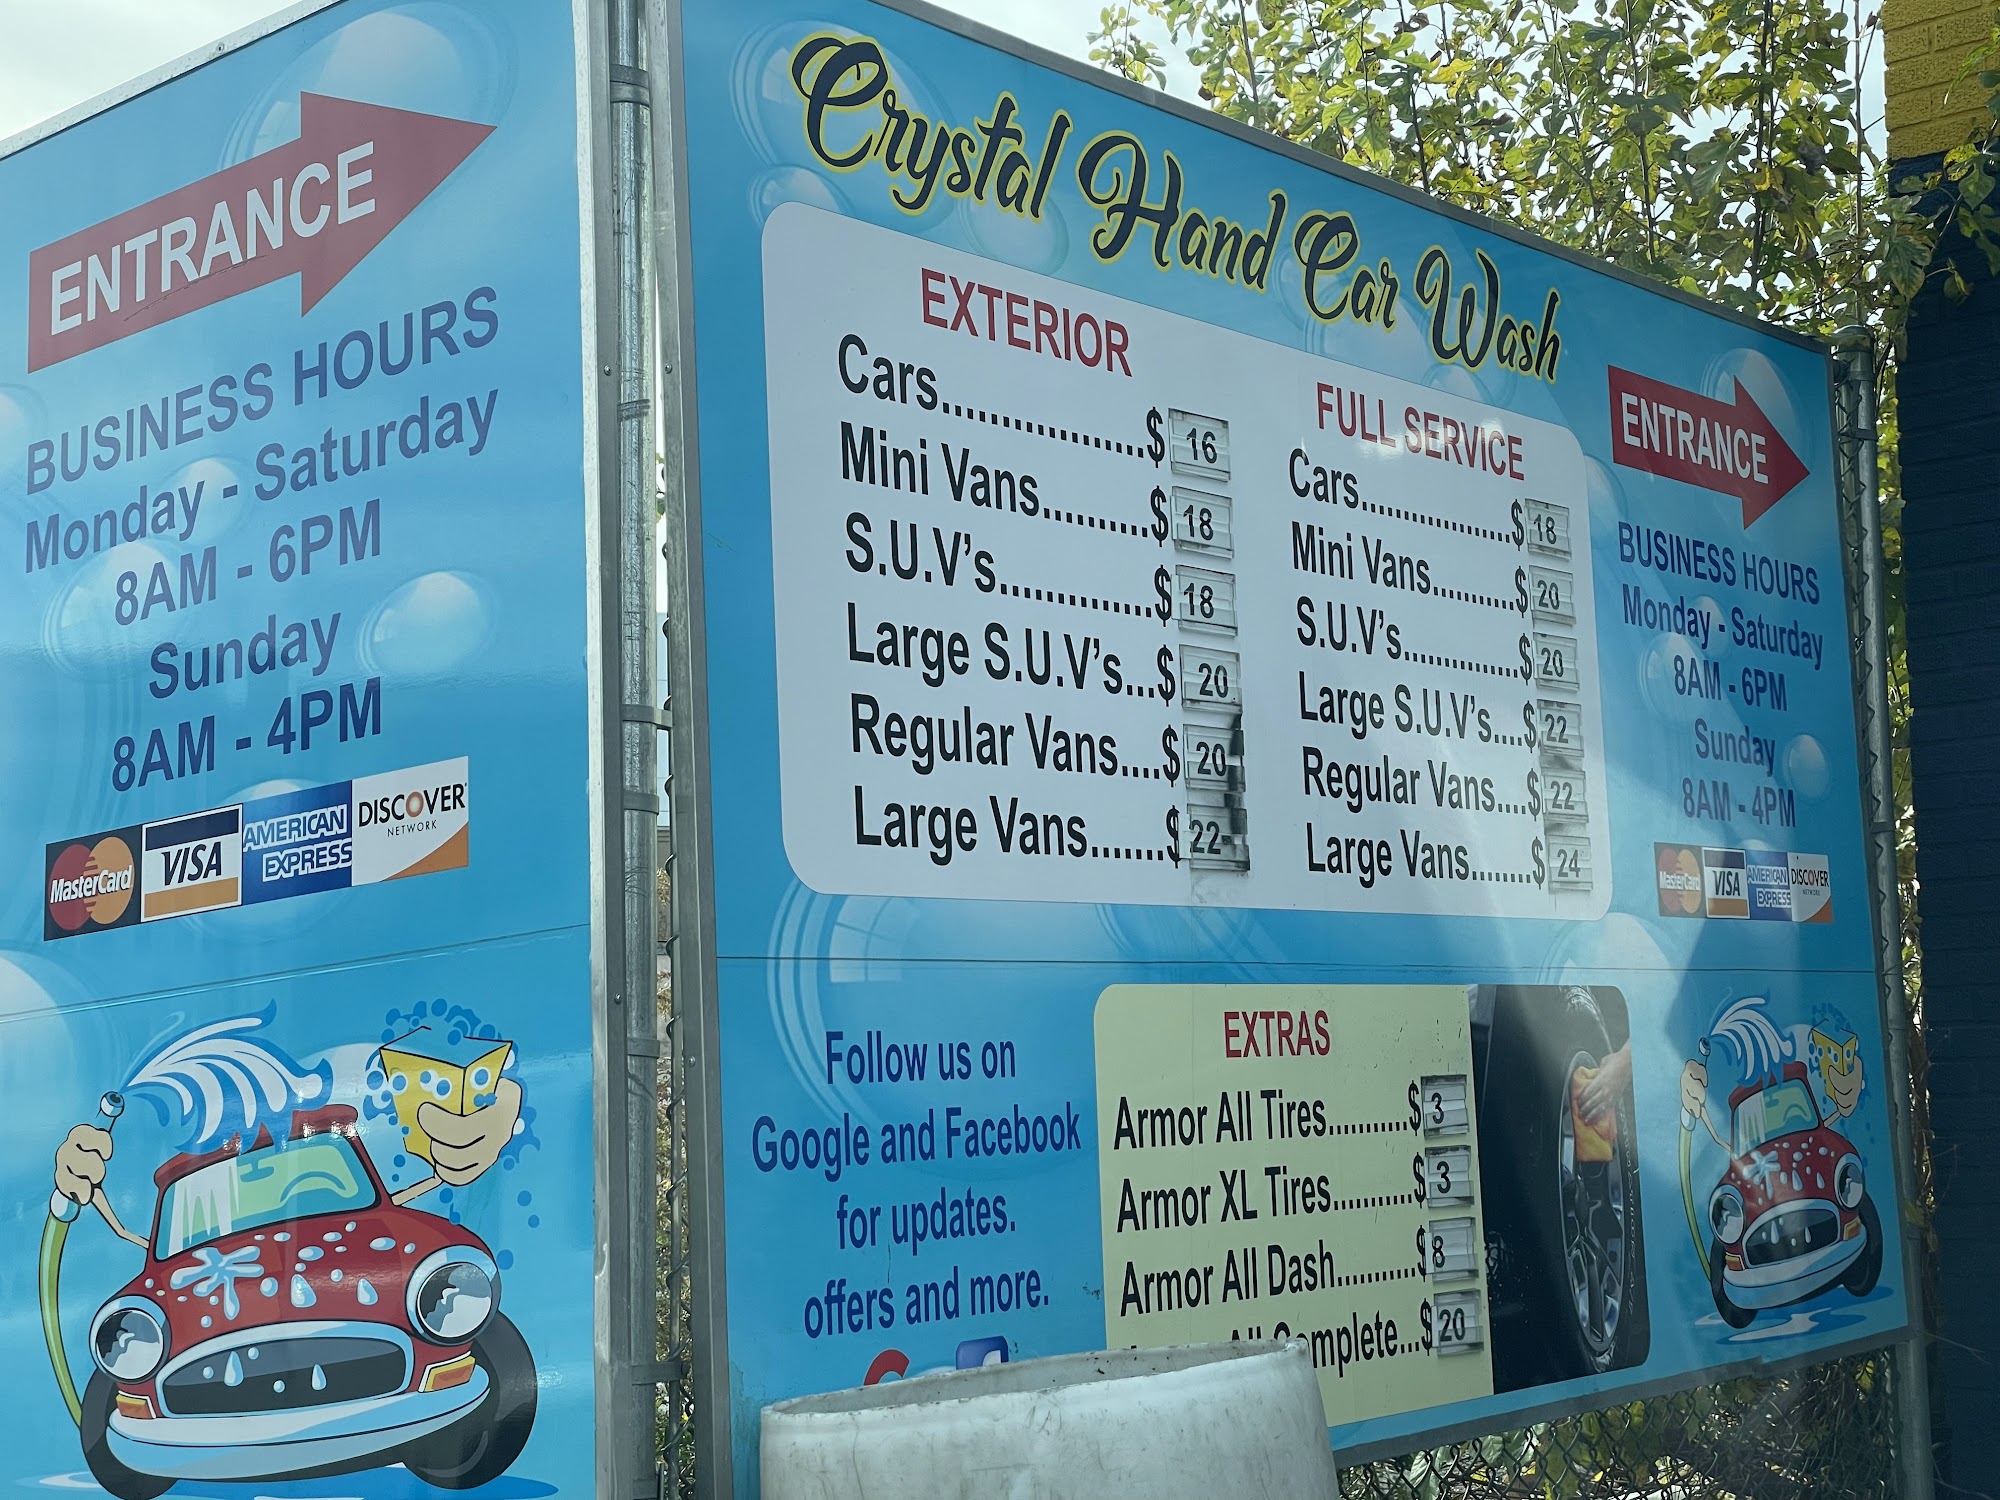 ENTRANCE
BUSINESS HOURS
Monday - Saturday
8AM - 6PM
Sunday
8AM - 4PM
MasterCard VISA AMERICAN EXPRESS DISCOVER NETWORK
Crystal Hand Car Wash
EXTERIOR
Cars.................$ 16
Mini Vans...........$ 18
S.U.V's..............$ 18
Large S.U.V's...$ 20
Regular Vans....$ 20
Large Vans.......$ 22
FULL SERVICE
Cars.................$ 18
Mini Vans...........$ 20
S.U.V's..............$ 20
Large S.U.V's....$ 22
Regular Vans....$ 22
Large Vans........$ 24
ENTRANCE
BUSINESS HOURS
Monday - Saturday
8AM - 6PM
Sunday
8AM - 4PM
MasterCard VISA AMERICAN EXPRESS DISCOVER NETWORK
Follow us on
Google and Facebook
for updates.
offers and more.
EXTRAS
Armor All Tires...........$ 3
Armor XL Tires...........$ 3
Armor All Dash...........$ 8
All Complete...$ 20